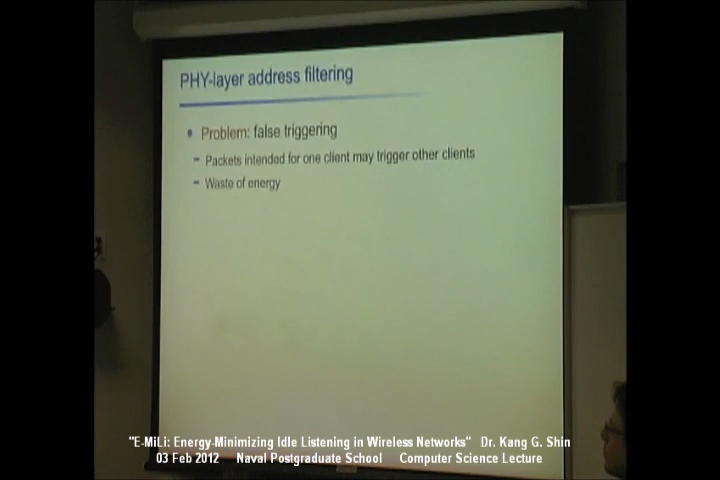 PHY-layer address filtering
• Problem: false triggering
– Packets intended for one client may trigger other clients
– Waste of energy
"E-MiLi: Energy-Minimizing Idle Listening in Wireless Networks" Dr. Kang G. Shin
03 Feb 2012 Naval Postgraduate School Computer Science Lecture